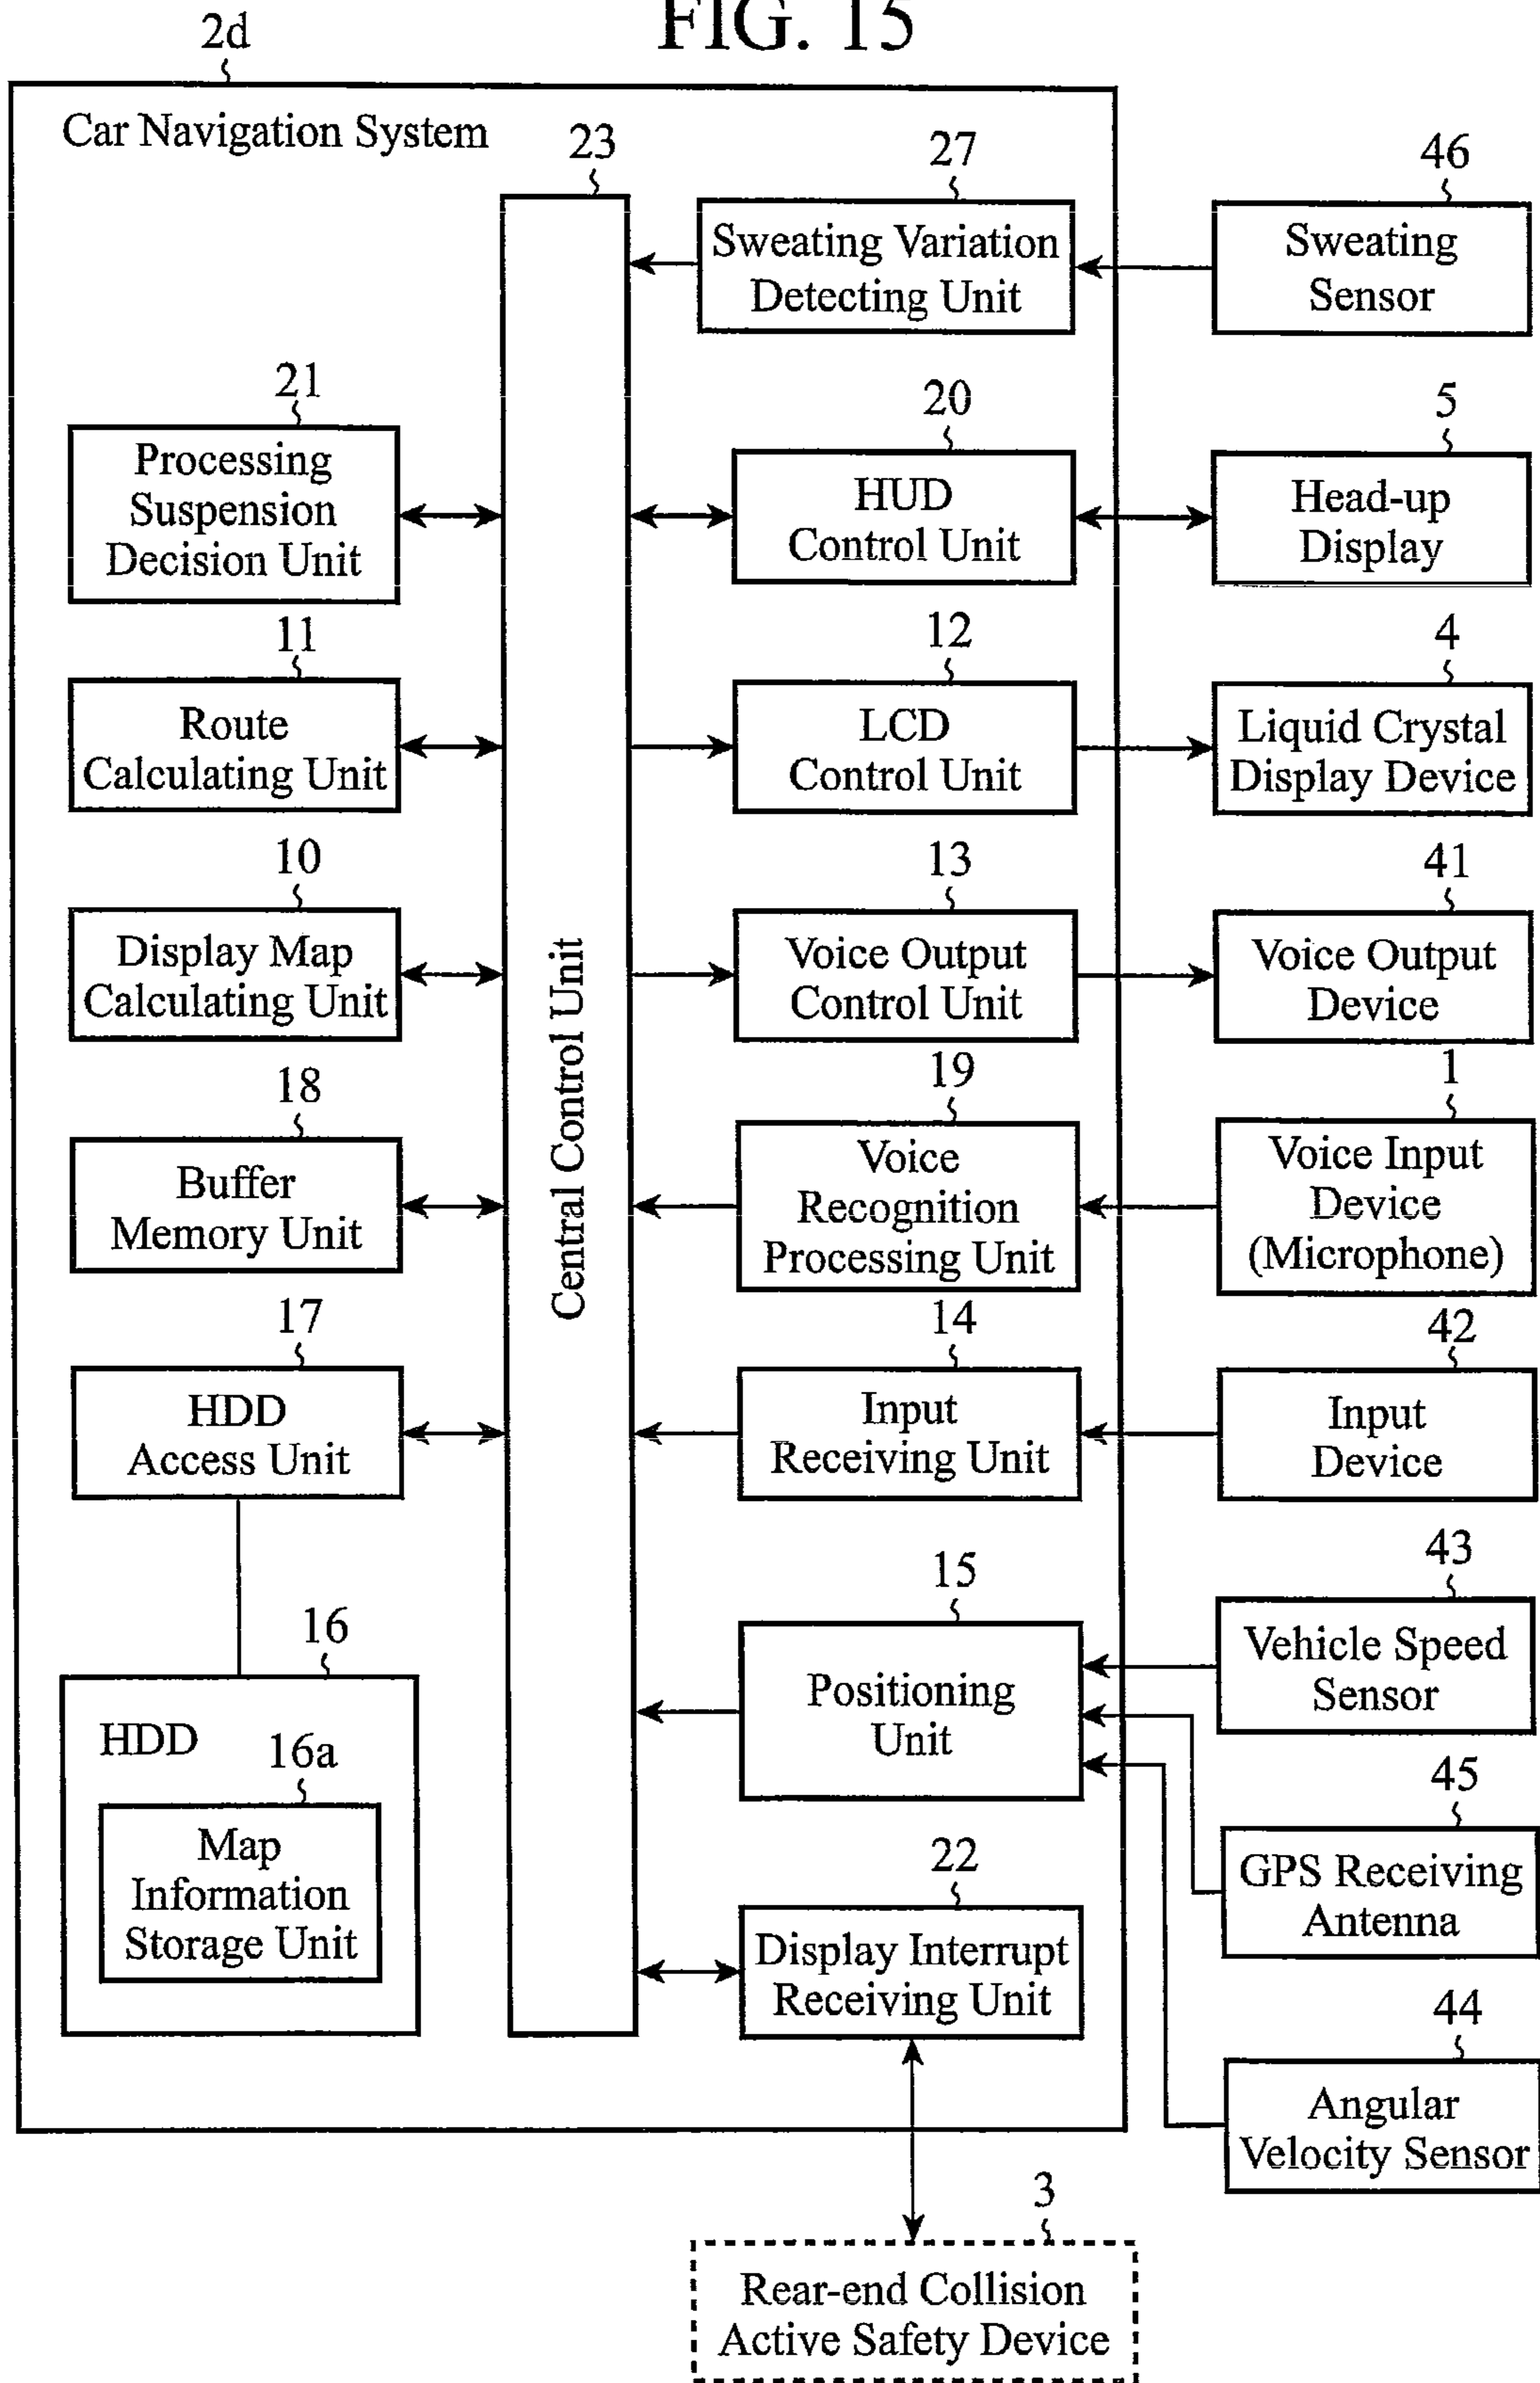 FIG. 15
2d
Car Navigation System
23
Central Control Unit
27
Sweating Variation
Detecting Unit
46
Sweating
Sensor
21
Processing
Suspension
Decision Unit
20
HUD
Control Unit
5
Head-up
Display
11
Route
Calculating Unit
12
LCD
Control Unit
4
Liquid Crystal
Display Device
10
Display Map
Calculating Unit
13
Voice Output
Control Unit
41
Voice Output
Device
18
Buffer
Memory Unit
19
Voice
Recognition
Processing Unit
1
Voice Input
Device
(Microphone)
17
HDD
Access Unit
14
Input
Receiving Unit
42
Input
Device
16
HDD
16a
Map
Information
Storage Unit
15
Positioning
Unit
43
Vehicle Speed
Sensor
45
GPS Receiving
Antenna
22
Display Interrupt
Receiving Unit
44
Angular
Velocity Sensor
3
Rear-end Collision
Active Safety Device